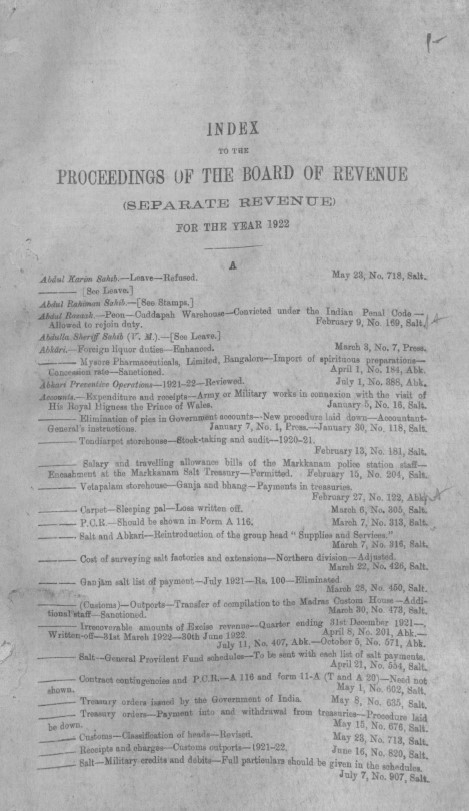 INDEX
TO THE
PROCEEDINGS OF THE BOARD OF REVENUE
(SEPARATE REVENUE)
FOR THE YEAR 1922
A
Abdul Karim Sahib.—Leave—Refused. May 23, No. 718, Salt.
——— [See Leave.]
Abdul Rahiman Sahib.—[See Stamps.]
Abdul Razack.—Peon—Cuddapah Warehouse—Convicted under the Indian Penal Code—
Allowed to rejoin duty. February 9, No. 169, Salt.
Abdulla Sheriff Sahib (V. M.).—[See Leave.]
Abkári.—Foreign liquor duties—Enhanced. March 3, No. 7, Press.
——— Mysore Pharmaceuticals, Limited, Bangalore—Import of spirituous preparations—
Concession rate—Sanctioned. April 1, No. 184, Abk.
Abkari Preventive Operations—1921-22—Reviewed. July 1, No. 388, Abk.
Accounts.—Expenditure and receipts—Army or Military works in connexion with the visit of
His Royal Higness the Prince of Wales. January 5, No. 16, Salt.
——— Elimination of pies in Government accounts—New procedure laid down—Accountant-
General's instructions. January 7, No. 1, Press—January 30, No. 118, Salt.
——— Tondiarpet storehouse—Stock-taking and audit—1920-21.
February 13, No. 181, Salt.
——— Salary and travelling allowance bills of the Markkanam police station staff—
Encashment at the Markkanam Salt Treasury—Permitted. February 15, No. 204, Salt.
——— Vetapalam storehouse—Ganja and bhang—Payments in treasuries.
February 27, No. 122, Abk.
——— Carpet—Sleeping pal—Loss written off. March 6, No. 305, Salt.
——— P.C.R—Should be shown in Form A 116. March 7, No. 313, Salt.
——— Salt and Abkari—Reintroduction of the group head "Supplies and Services."
March 7, No. 316, Salt.
——— Cost of surveying salt factories and extensions—Northern division—Adjusted.
March 22, No. 426, Salt.
——— Ganjám salt list of payment—July 1921—Rs. 100—Eliminated.
March 28, No. 450, Salt.
——— (Customs)—Outports—Transfer of compilation to the Madras Custom House—Addi-
tional staff—Sanctioned. March 30, No. 473, Salt.
——— Irrecoverable amounts of Excise revenue—Quarter ending 31st December 1921—
Written-off—31st March 1922—30th June 1922. April 8, No. 201, Abk.—
July 11, No. 407, Abk.—October 5, No. 571, Abk.
——— Salt—General Provident Fund schedules—To be sent with each list of salt payments.
April 21, No. 554, Salt.
——— Contract contingencies and P.C.R.—A 116 and form 11-A (T and A 20)—Need not
shown. May 1, No. 602, Salt.
——— Treasury orders issued by the Government of India. May 8, No. 635, Salt.
——— Treasury orders—Payment into and withdrawal from treasuries—Procedure laid
be down. May 15, No. 676, Salt.
——— Customs—Classification of heads—Revised. May 23, No. 713, Salt.
——— Receipts and charges—Customs outports—1921-22. June 16, No. 820, Salt.
——— Salt—Military credits and debits—Full particulars should be given in the schedules.
July 7, No. 907, Salt.